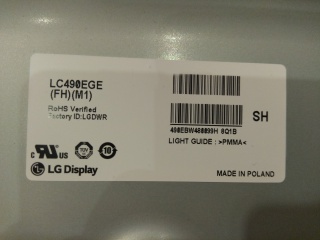 LC490EGE
(FH)(M1)
RoHS Verified
Factory ID:LGDWR
SH
LIGHT GUIDE : >PMMA<
LG Display
MADE IN POLAND